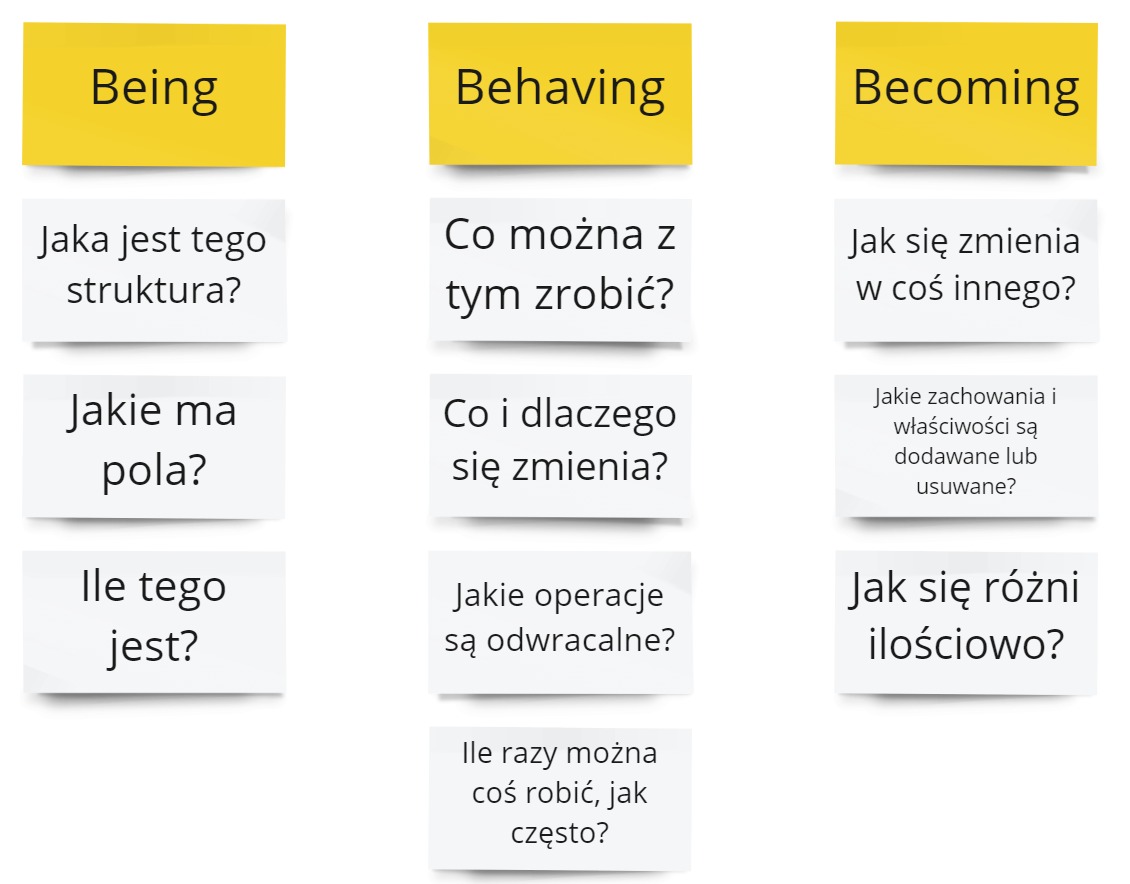 Being
Behaving
Becoming
Jaka jest tego
struktura?
Co można z
tym zrobić?
Jak się zmienia
w coś innego?
Jakie ma
pola?
Co i dlaczego
się zmienia?
Jakie zachowania i
właściwości są
dodawane lub
usuwane?
Ile tego
jest?
Jakie operacje
są odwracalne?
Jak się różni
ilościowo?
Ile razy można
coś robić, jak
często?